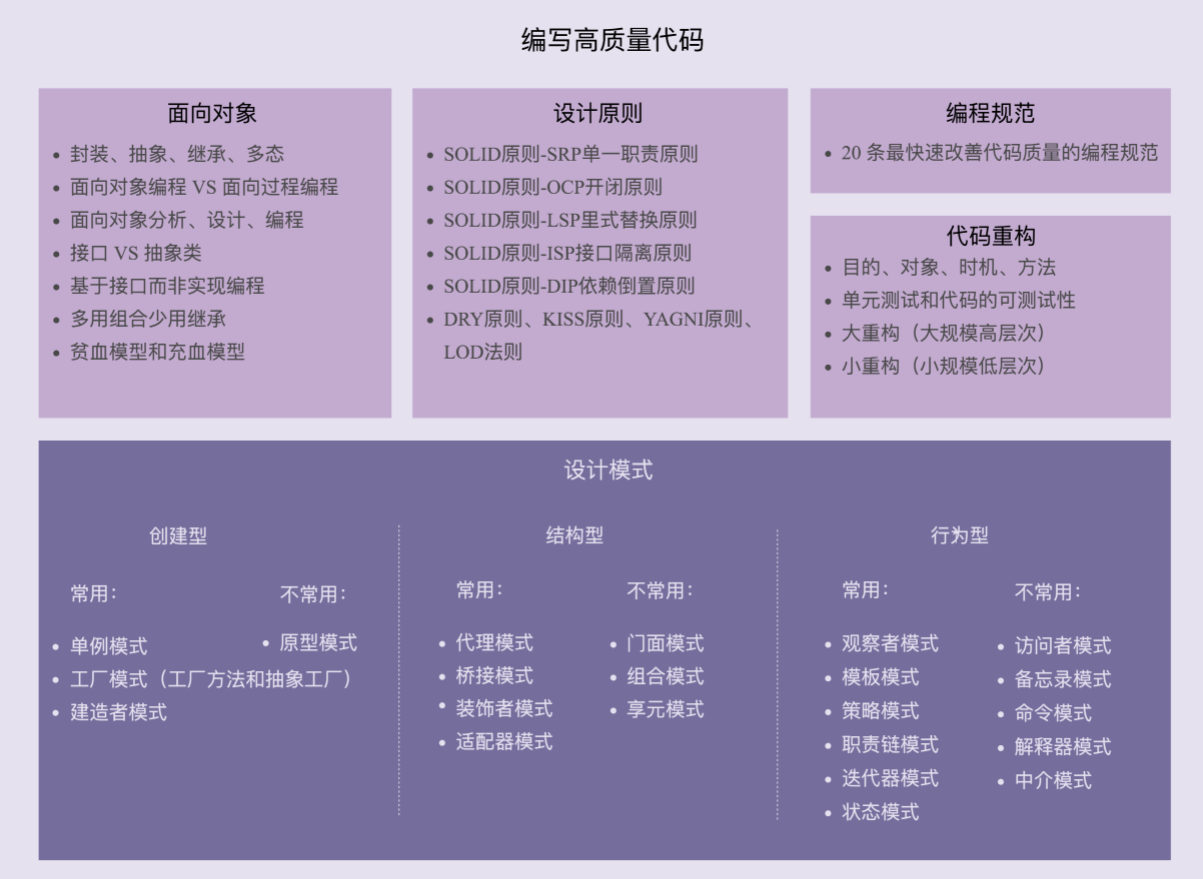 编写高质量代码
面向对象
封装、抽象、继承、多态
面向对象编程 VS 面向过程编程
面向对象分析、设计、编程
接口 VS 抽象类
基于接口而非实现编程
多用组合少用继承
贫血模型和充血模型
设计原则
SOLID原则-SRP单一职责原则
SOLID原则-OCP开闭原则
SOLID原则-LSP里式替换原则
SOLID原则-ISP接口隔离原则
SOLID原则-DIP依赖倒置原则
DRY原则、KISS原则、YAGNI原则、
LOD法则
编程规范
20 条最快速改善代码质量的编程规范
代码重构
目的、对象、时机、方法
单元测试和代码的可测试性
大重构（大规模高层次）
小重构（小规模低层次）
设计模式
创建型
常用：
单例模式
工厂模式（工厂方法和抽象工厂）
建造者模式
不常用：
原型模式
结构型
常用：
代理模式
桥接模式
装饰者模式
适配器模式
不常用：
门面模式
组合模式
享元模式
行为型
常用：
观察者模式
模板模式
策略模式
职责链模式
迭代器模式
状态模式
不常用：
访问者模式
备忘录模式
命令模式
解释器模式
中介模式